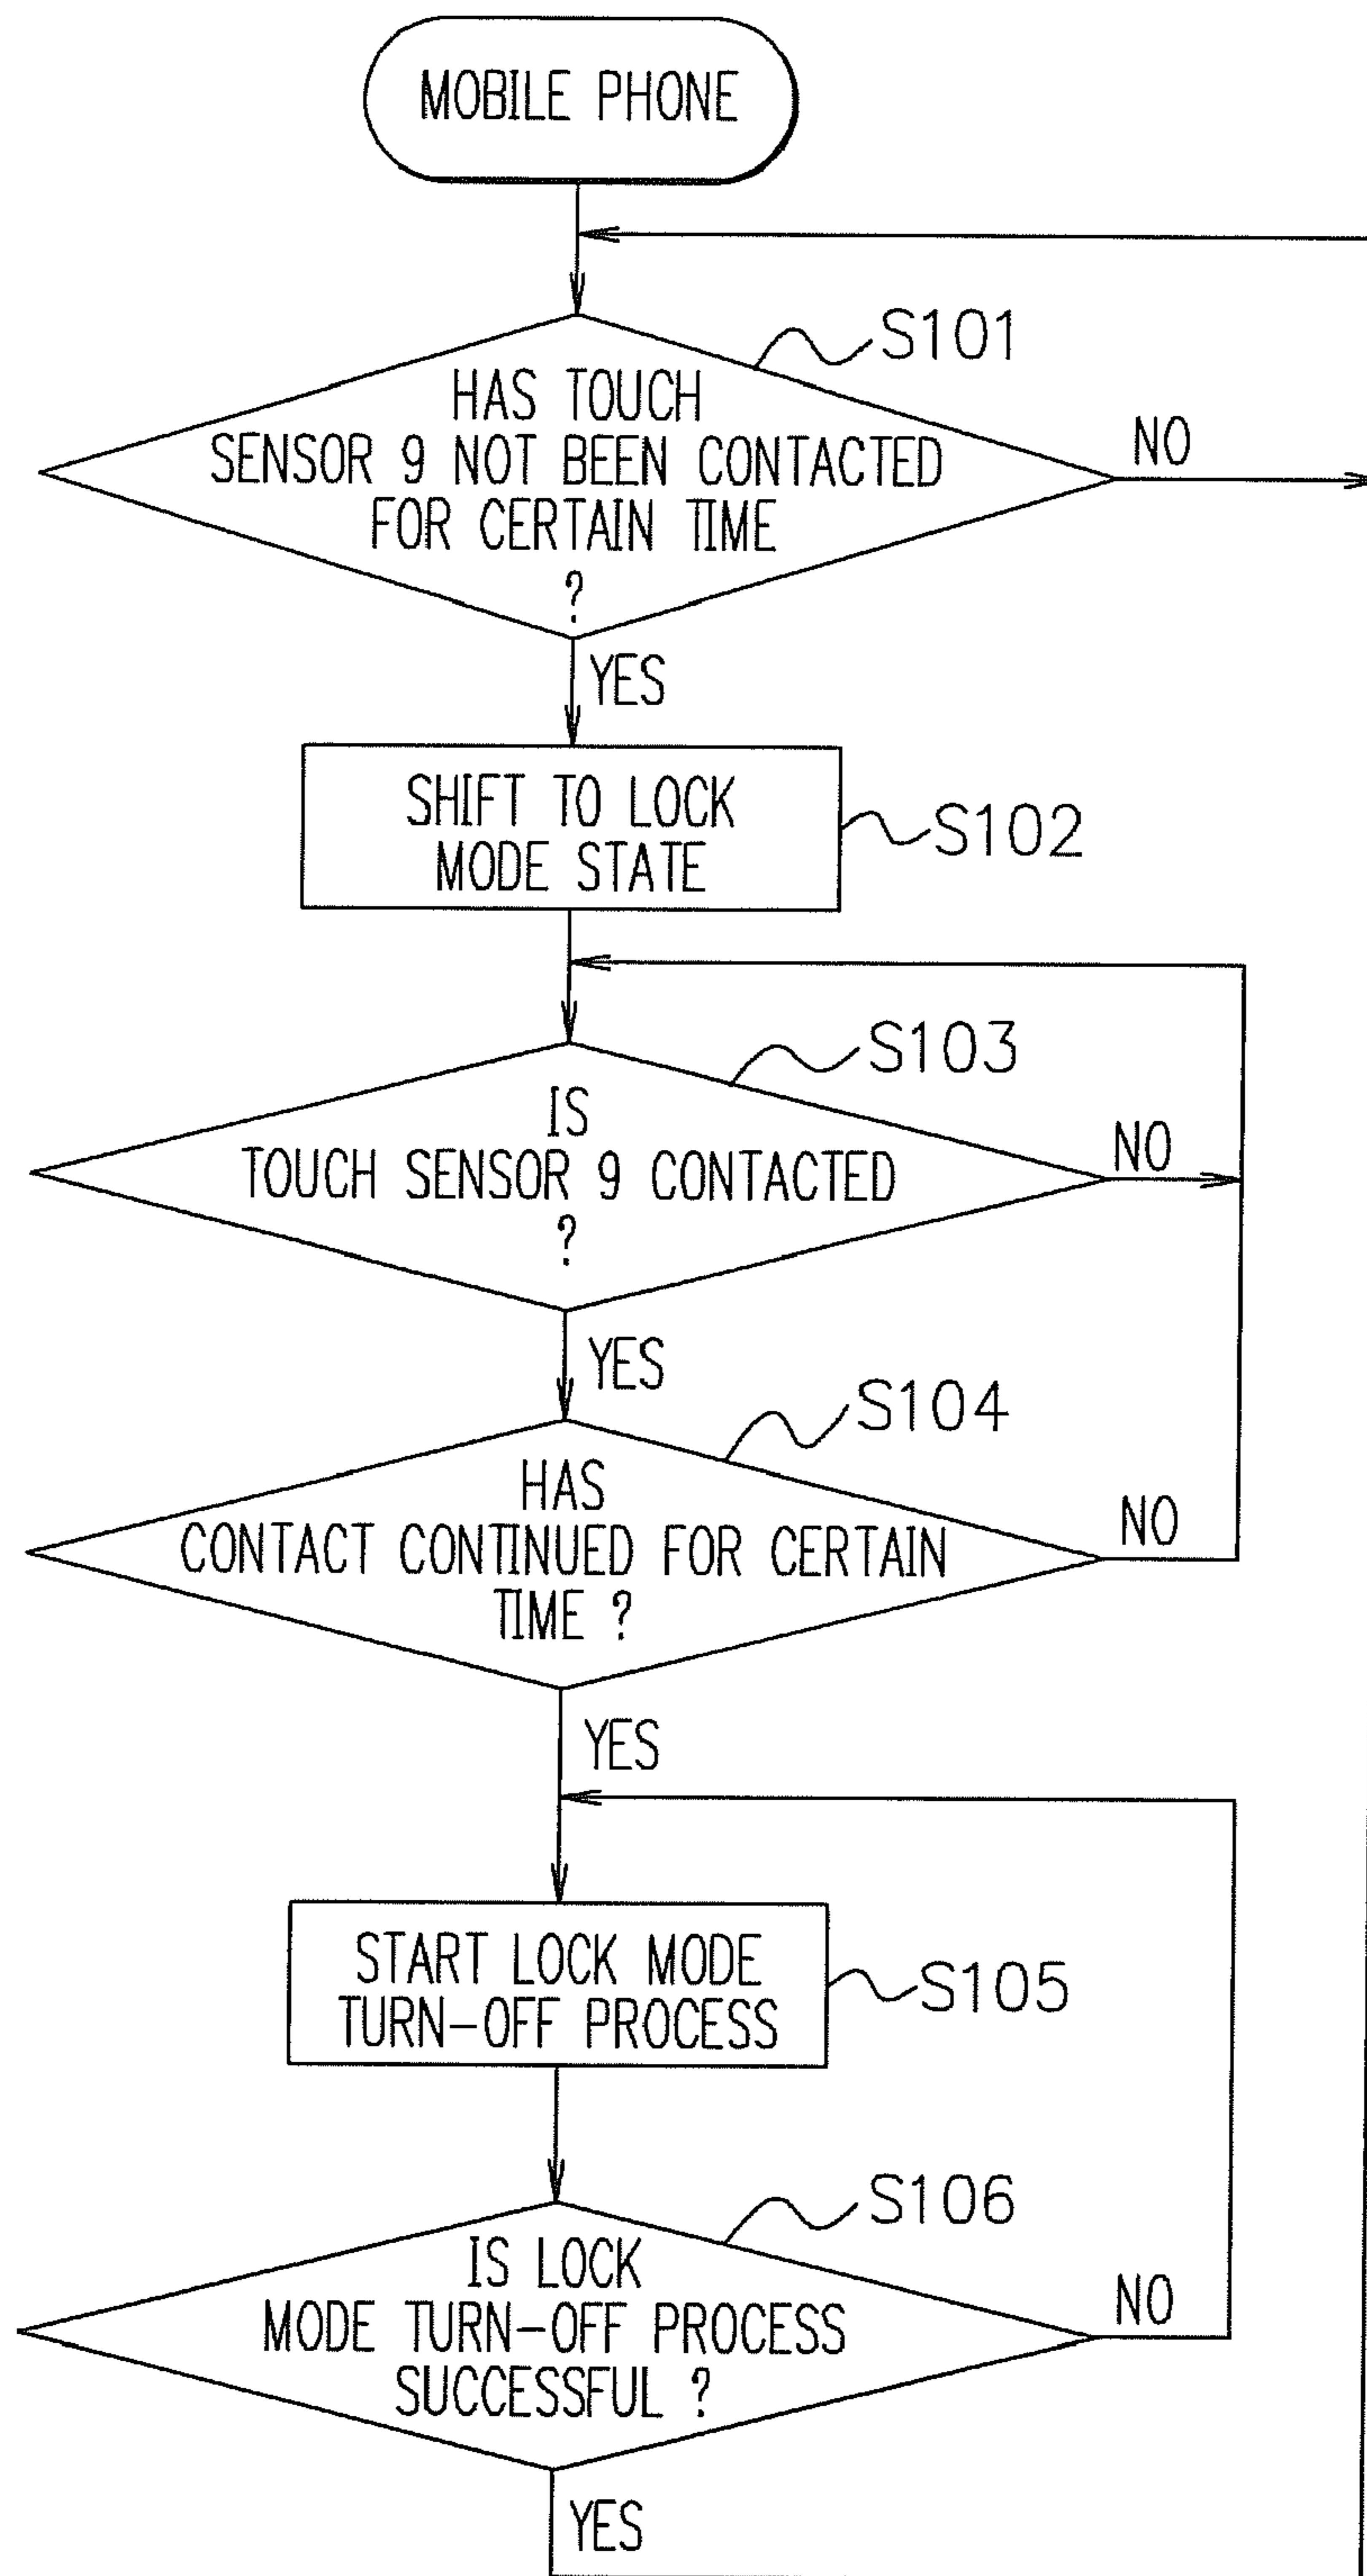 MOBILE PHONE
S101
HAS TOUCH
SENSOR 9 NOT BEEN CONTACTED
FOR CERTAIN TIME
?
NO
YES
SHIFT TO LOCK
MODE STATE
S102
S103
IS
TOUCH SENSOR 9 CONTACTED
?
NO
YES
S104
HAS
CONTACT CONTINUED FOR CERTAIN
TIME ?
NO
YES
START LOCK MODE
TURN-OFF PROCESS
S105
S106
IS LOCK
MODE TURN-OFF PROCESS
SUCCESSFUL ?
NO
YES